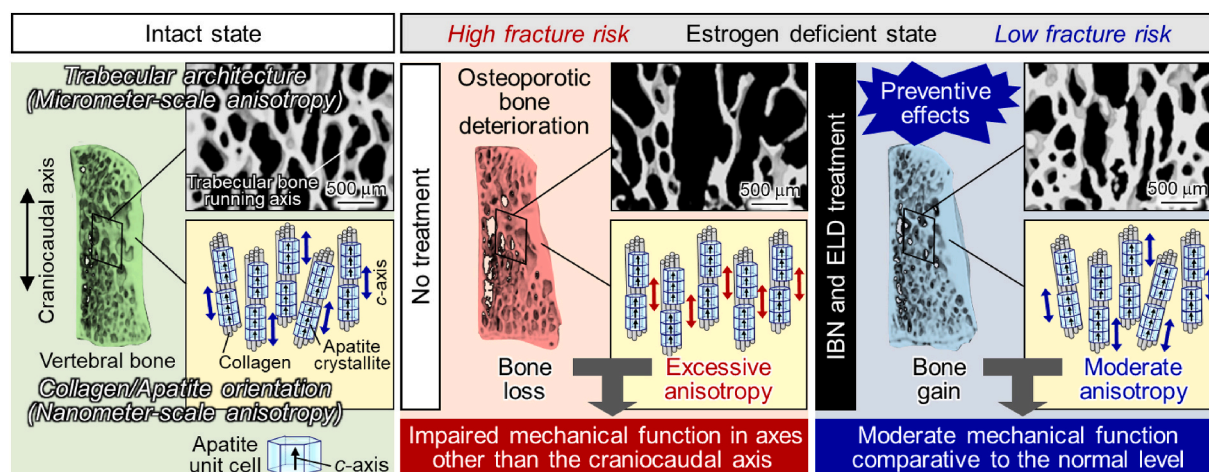 Intact state
High fracture risk
Estrogen deficient state
Low fracture risk
Trabecular architecture
(Micrometer-scale anisotropy)
Trabecular bone
running axis
500 μm
Craniocaudal axis
c-axis
Collagen
Apatite
crystallite
Vertebral bone
Collagen/Apatite orientation
(Nanometer-scale anisotropy)
Apatite
unit cell
c-axis
No treatment
Osteoporotic
bone
deterioration
500 μm
Bone
loss
Excessive
anisotropy
Impaired mechanical function in axes
other than the craniocaudal axis
IBN and ELD treatment
Preventive
effects
500 μm
Bone
gain
Moderate
anisotropy
Moderate mechanical function
comparative to the normal level